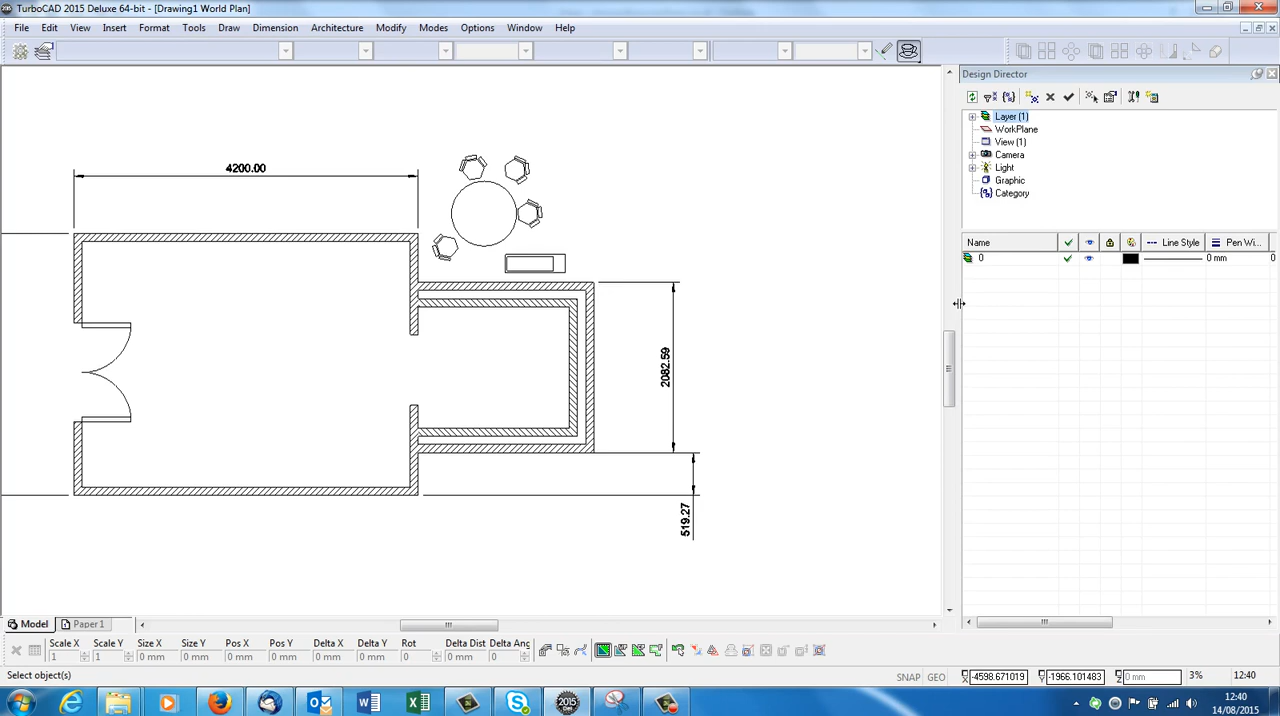 TurboCAD 2015 Deluxe 64-bit - [Drawing1 World Plan]
File Edit View Insert Format Tools Draw Dimension Architecture Modify Modes Options Window Help
Design Director
Layer (1)
WorkPlane
View (1)
Camera
Light
Graphic
Category
Name Line Style Pen Wi...
0 0 mm 0
4200.00
2082.59
519.27
Model Paper1
Scale X Scale Y Size X Size Y Pos X Pos Y Delta X Delta Y Rot Delta Dist Delta Ang
1 1 0 mm 0 mm 0 mm 0 mm 0 mm 0 mm 0 0 mm 0
Select object(s) SNAP GEO -4598.671019 -1966.101483 0 mm 3% 12:40
12:40
14/08/2015